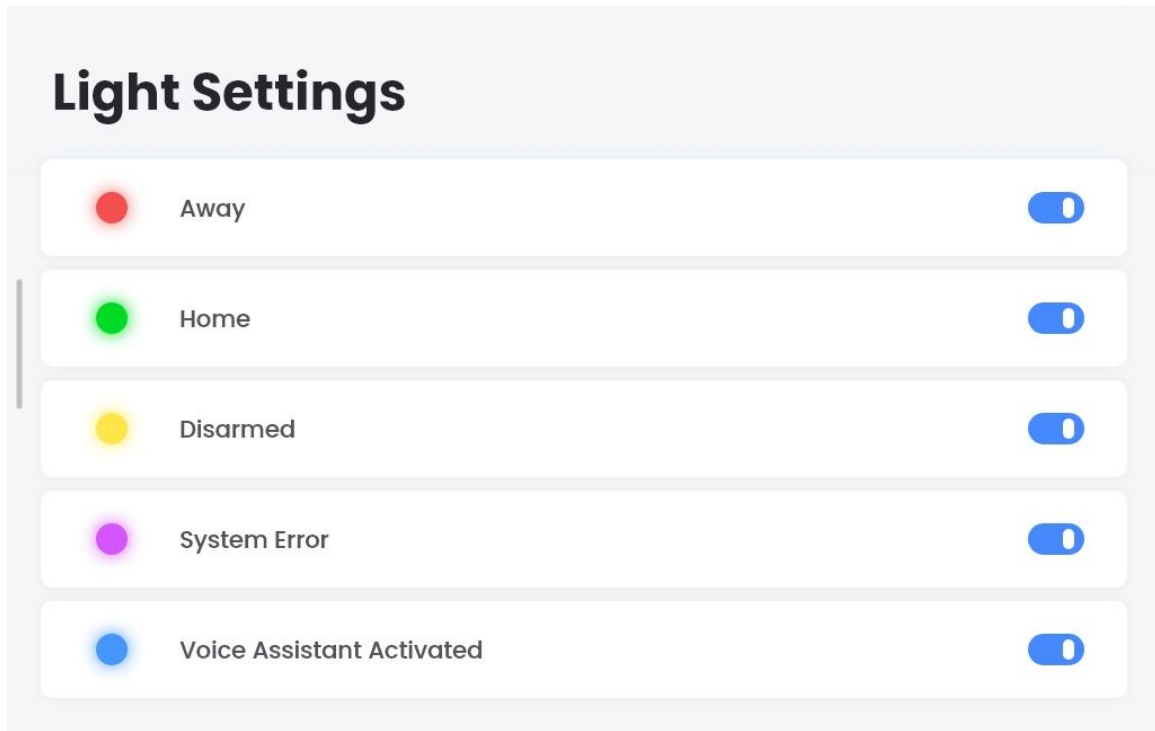 Light Settings
Away
Home
Disarmed
System Error
Voice Assistant Activated